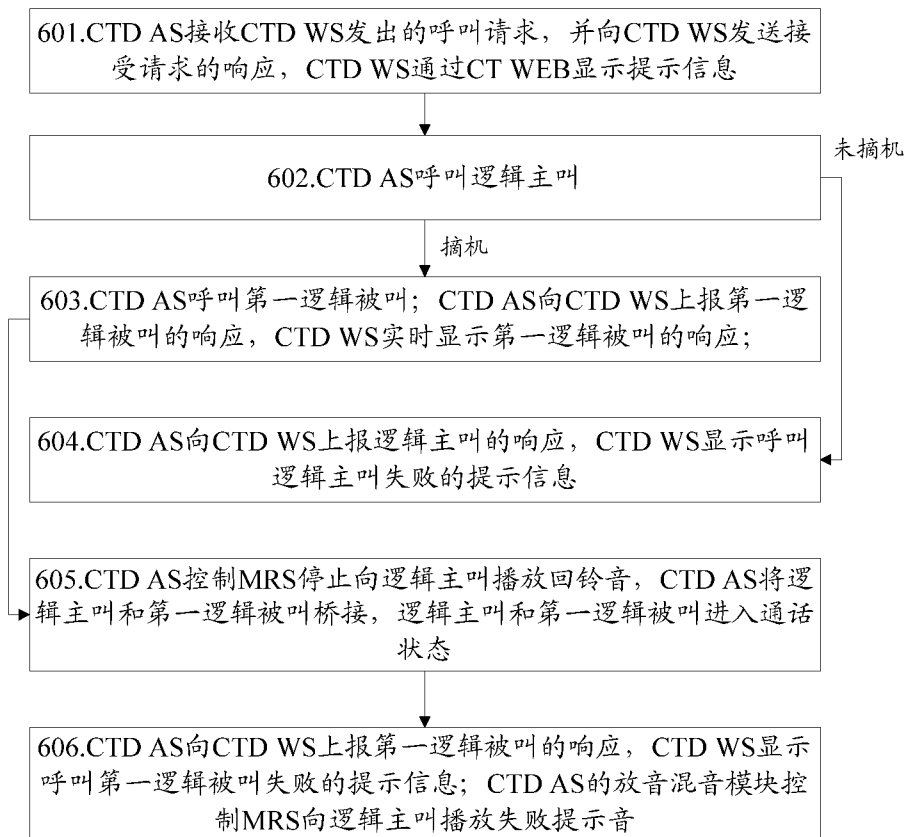 601.CTD AS接收CTD WS发出的呼叫请求，并向CTD WS发送接
受请求的响应，CTD WS通过CT WEB显示提示信息
未摘机
602.CTD AS呼叫逻辑主叫
摘机
603.CTD AS呼叫第一逻辑被叫；CTD AS向CTD WS上报第一逻
辑被叫的响应，CTD WS实时显示第一逻辑被叫的响应；
604.CTD AS向CTD WS上报逻辑主叫的响应，CTD WS显示呼叫
逻辑主叫失败的提示信息
605.CTD AS控制MRS停止向逻辑主叫播放回铃音，CTD AS将逻
辑主叫和第一逻辑被叫桥接，逻辑主叫和第一逻辑被叫进入通话
状态
606.CTD AS向CTD WS上报第一逻辑被叫的响应，CTD WS显示
呼叫第一逻辑被叫失败的提示信息；CTD AS的放音混音模块控
制MRS向逻辑主叫播放失败提示音